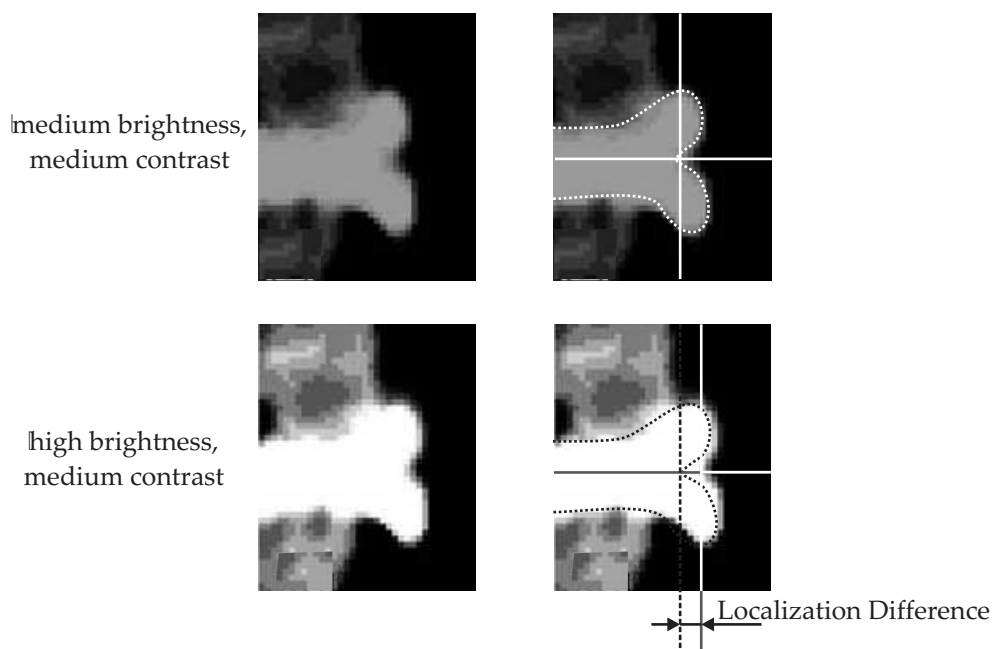 medium brightness,
medium contrast
high brightness,
medium contrast
Localization Difference